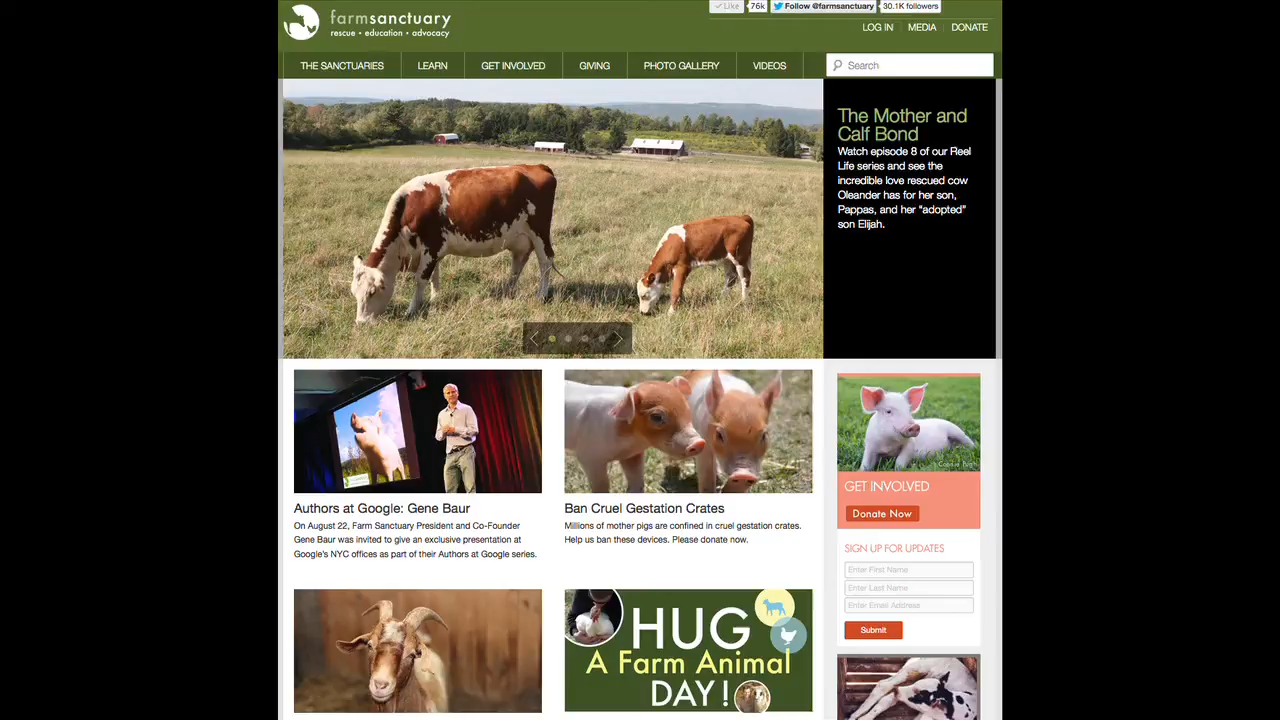 Like 76k Follow @farmsanctuary 30.1K followers
farmsanctuary
rescue • education • advocacy
LOG IN MEDIA DONATE
THE SANCTUARIES LEARN GET INVOLVED GIVING PHOTO GALLERY VIDEOS Search
The Mother and
Calf Bond
Watch episode 8 of our Reel
Life series and see the
incredible love rescued cow
Oleander has for her son,
Pappas, and her “adopted”
son Elijah.
Authors at Google: Gene Baur
On August 22, Farm Sanctuary President and Co-Founder
Gene Baur was invited to give an exclusive presentation at
Google's NYC offices as part of their Authors at Google series.
Ban Cruel Gestation Crates
Millions of mother pigs are confined in cruel gestation crates.
Help us ban these devices. Please donate now.
GET INVOLVED
Donate Now
SIGN UP FOR UPDATES
Enter First Name
Enter Last Name
Enter Email Address
Submit
HUG
A Farm Animal
DAY!